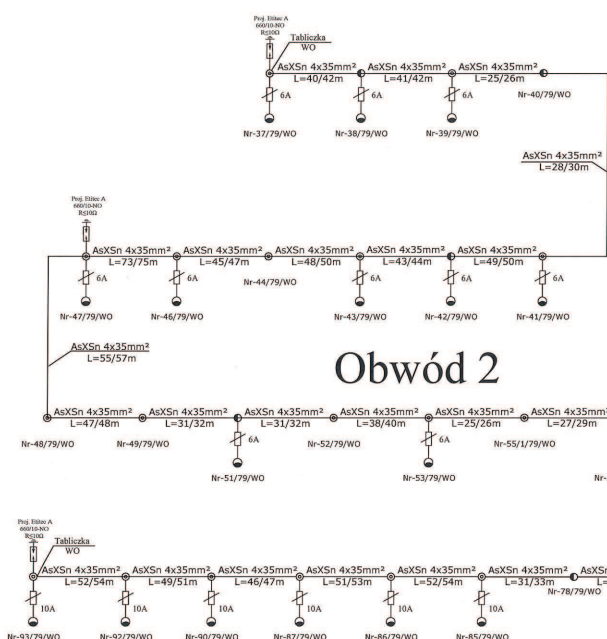 Proj. Etitec A
660/10-NO
R≤10Ω
Tabliczka
WO
AsXSn 4x35mm² AsXSn 4x35mm² AsXSn 4x35mm²
L=40/42m L=41/42m L=25/26m
6A 6A 6A Nr-40/79/WO
Nr-37/79/WO Nr-38/79/WO Nr-39/79/WO
AsXSn 4x35mm²
L=28/30m
Proj. Etitec A
660/10-NO
R≤10Ω
AsXSn 4x35mm² AsXSn 4x35mm² AsXSn 4x35mm² AsXSn 4x35mm² AsXSn 4x35mm²
L=73/75m L=45/47m L=48/50m L=43/44m L=49/50m
6A 6A Nr-44/79/WO 6A 6A 6A
Nr-47/79/WO Nr-46/79/WO Nr-43/79/WO Nr-42/79/WO Nr-41/79/WO
AsXSn 4x35mm²
L=55/57m
Obwód 2
AsXSn 4x35mm² AsXSn 4x35mm² AsXSn 4x35mm² AsXSn 4x35mm² AsXSn 4x35mm² AsXSn 4x35mm
L=47/48m L=31/32m L=31/32m L=38/40m L=25/26m L=27/29m
Nr-48/79/WO Nr-49/79/WO 6A Nr-52/79/WO 6A Nr-55/1/79/WO
Nr-51/79/WO Nr-53/79/WO Nr-
Proj. Etitec A
660/10-NO
R≤10Ω
Tabliczka
WO
AsXSn 4x35mm² AsXSn 4x35mm² AsXSn 4x35mm² AsXSn 4x35mm² AsXSn 4x35mm² AsXSn 4x35mm² AsX
L=52/54m L=49/51m L=46/47m L=51/53m L=52/54m L=31/33m L=
10A 10A 10A 10A 10A 10A Nr-78/79/WO
Nr-93/79/WO Nr-92/79/WO Nr-90/79/WO Nr-87/79/WO Nr-86/79/WO Nr-85/79/WO